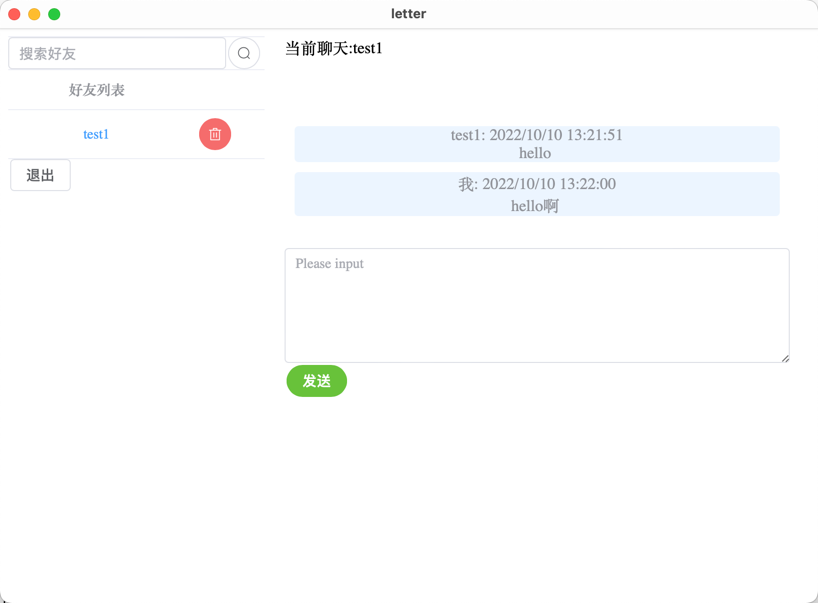 letter
搜索好友
好友列表
test1
退出
当前聊天:test1
test1: 2022/10/10 13:21:51
hello
我: 2022/10/10 13:22:00
hello啊
Please input
发送